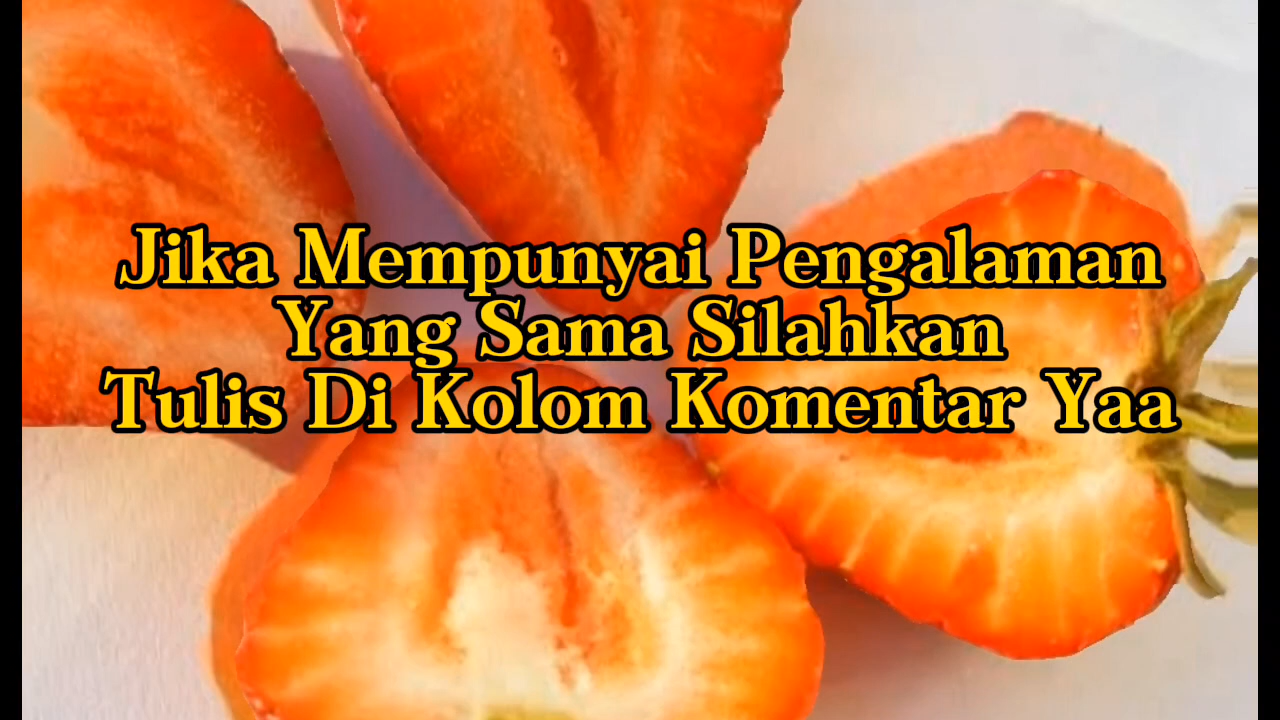 Jika Mempunyai Pengalaman
Yang Sama Silahkan
Tulis Di Kolom Komentar Yaa